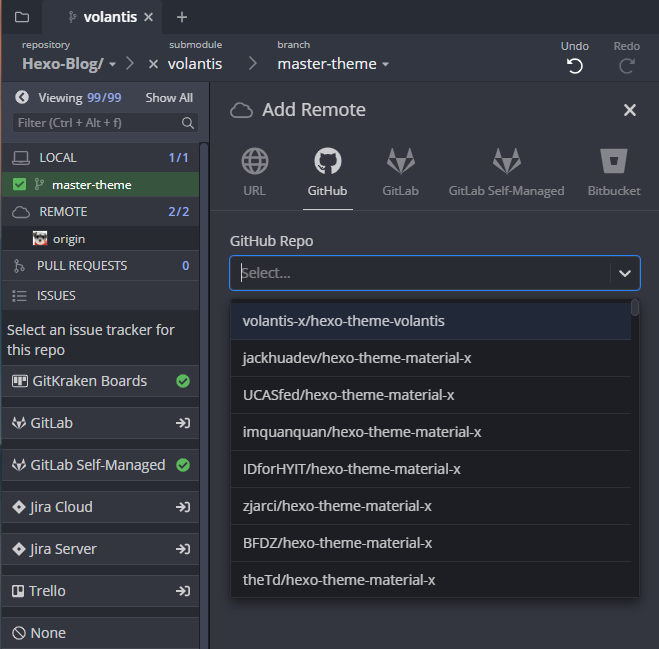 volantis
repository
Hexo-Blog/
submodule
volantis
branch
master-theme
Undo
Redo
Viewing 99/99 Show All
Filter (Ctrl + Alt + f)
LOCAL 1/1
master-theme
REMOTE 2/2
origin
PULL REQUESTS 0
ISSUES
Select an issue tracker for
this repo
GitKraken Boards
GitLab
GitLab Self-Managed
Jira Cloud
Jira Server
Trello
None
Add Remote
URL
GitHub
GitLab
GitLab Self-Managed
Bitbucket
GitHub Repo
Select...
volantis-x/hexo-theme-volantis
jackhuadev/hexo-theme-material-x
UCASfed/hexo-theme-material-x
imquanquan/hexo-theme-material-x
IDforHYIT/hexo-theme-material-x
zjarci/hexo-theme-material-x
BFDZ/hexo-theme-material-x
theTd/hexo-theme-material-x